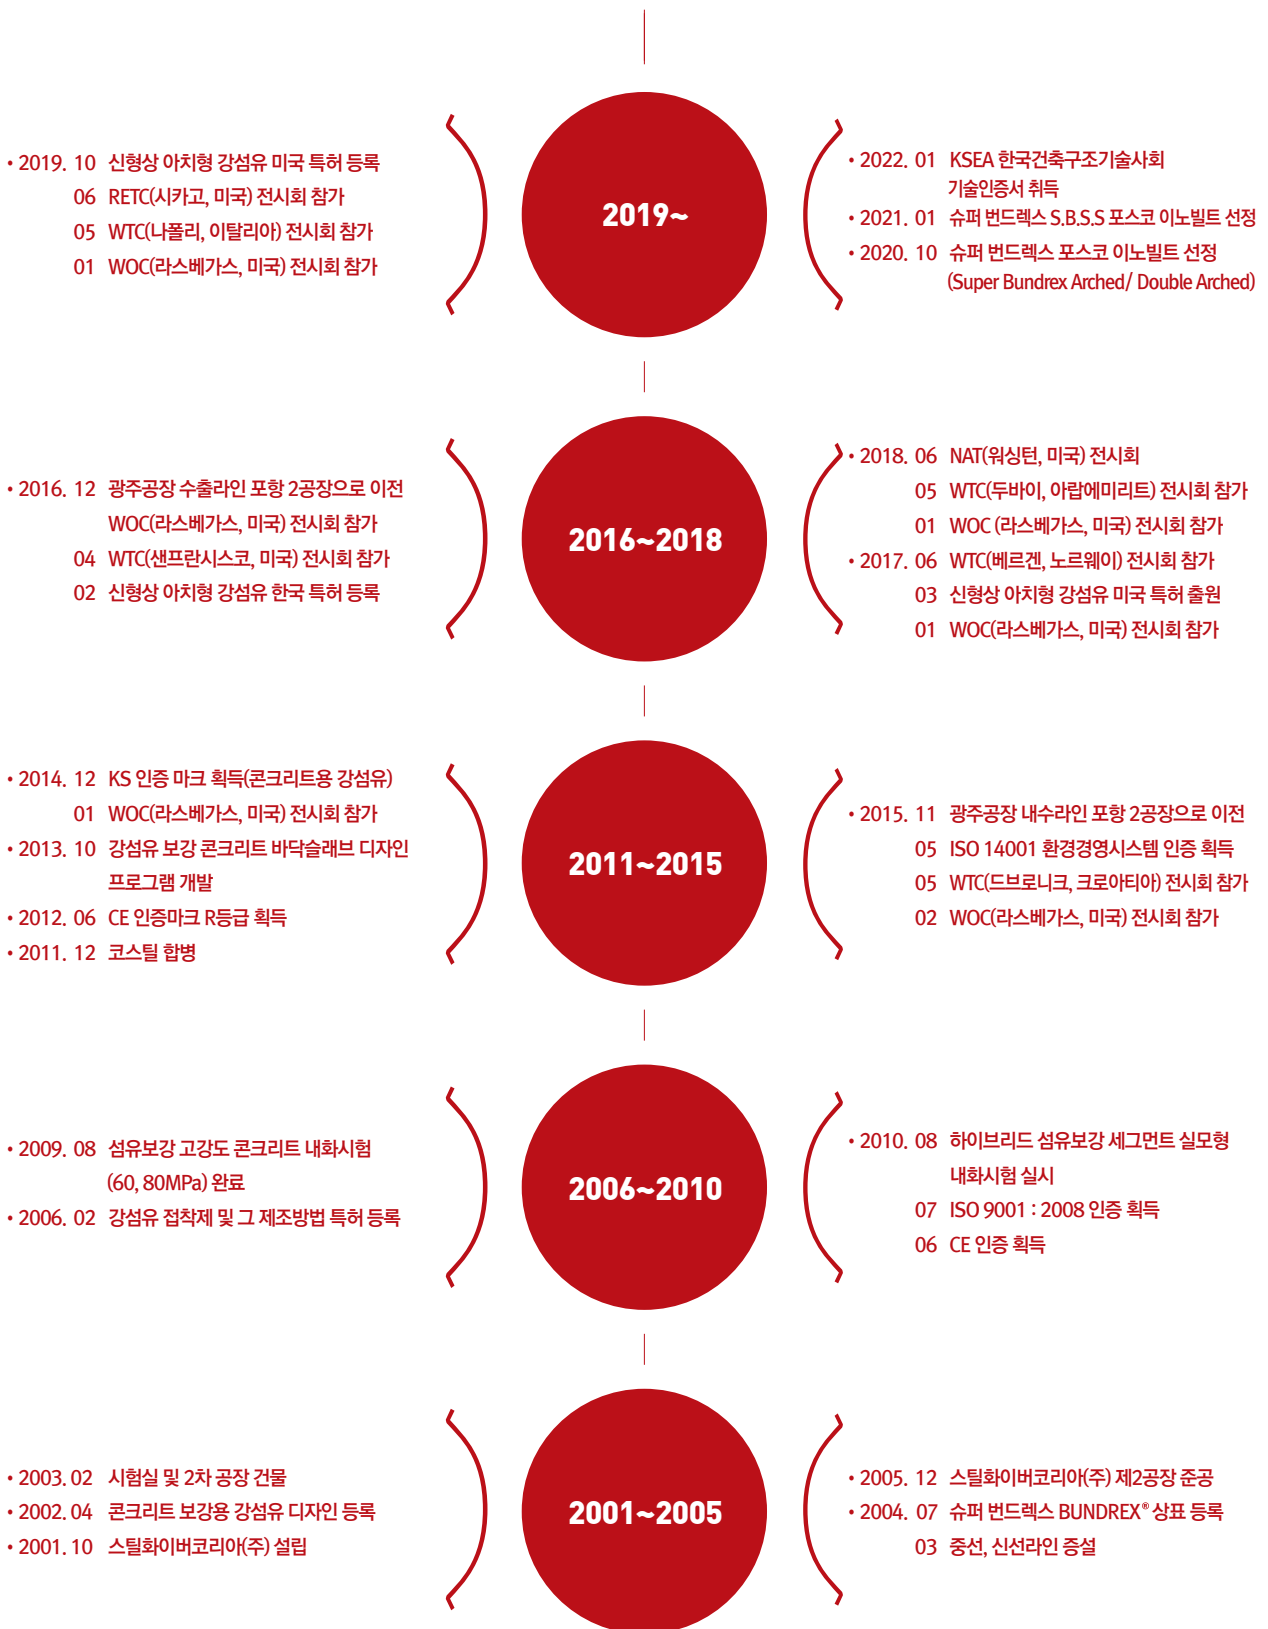 2019~
• 2019. 10 신형상 아치형 강섬유 미국 특허 등록
06 RETC(시카고, 미국) 전시회 참가
05 WTC(나폴리, 이탈리아) 전시회 참가
01 WOC(라스베가스, 미국) 전시회 참가
• 2022. 01 KSEA 한국건축구조기술사회
기술인증서 취득
• 2021. 01 슈퍼 번드렉스 S.B.S.S 포스코 이노빌트 선정
• 2020. 10 슈퍼 번드렉스 포스코 이노빌트 선정
(Super Bundrex Arched/ Double Arched)
2016~2018
• 2016. 12 광주공장 수출라인 포항 2공장으로 이전
WOC(라스베가스, 미국) 전시회 참가
04 WTC(샌프란시스코, 미국) 전시회 참가
02 신형상 아치형 강섬유 한국 특허 등록
• 2018. 06 NAT(워싱턴, 미국) 전시회
05 WTC(두바이, 아랍에미리트) 전시회 참가
01 WOC (라스베가스, 미국) 전시회 참가
• 2017. 06 WTC(베르겐, 노르웨이) 전시회 참가
03 신형상 아치형 강섬유 미국 특허 출원
01 WOC(라스베가스, 미국) 전시회 참가
2011~2015
• 2014. 12 KS 인증 마크 획득(콘크리트용 강섬유)
01 WOC(라스베가스, 미국) 전시회 참가
• 2013. 10 강섬유 보강 콘크리트 바닥슬래브 디자인
프로그램 개발
• 2012. 06 CE 인증마크 R등급 획득
• 2011. 12 코스틸 합병
• 2015. 11 광주공장 내수라인 포항 2공장으로 이전
05 ISO 14001 환경경영시스템 인증 획득
05 WTC(드브로니크, 크로아티아) 전시회 참가
02 WOC(라스베가스, 미국) 전시회 참가
2006~2010
• 2009. 08 섬유보강 고강도 콘크리트 내화시험
(60, 80MPa) 완료
• 2006. 02 강섬유 접착제 및 그 제조방법 특허 등록
• 2010. 08 하이브리드 섬유보강 세그먼트 실모형
내화시험 실시
07 ISO 9001 : 2008 인증 획득
06 CE 인증 획득
2001~2005
• 2003. 02 시험실 및 2차 공장 건물
• 2002. 04 콘크리트 보강용 강섬유 디자인 등록
• 2001. 10 스틸화이버코리아(주) 설립
• 2005. 12 스틸화이버코리아(주) 제2공장 준공
• 2004. 07 슈퍼 번드렉스 BUNDREX® 상표 등록
03 중선, 신선라인 증설